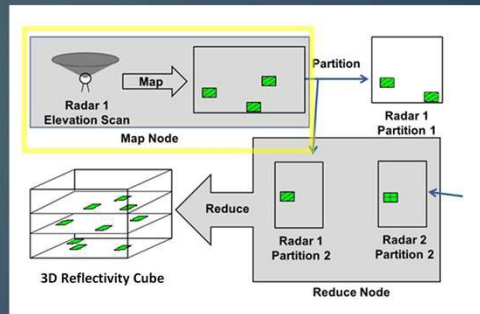 Partition
Map
Radar 1
Elevation Scan
Map Node
Radar 1
Partition 1
Reduce
Radar 1
Partition 2
Radar 2
Partition 2
3D Reflectivity Cube
Reduce Node